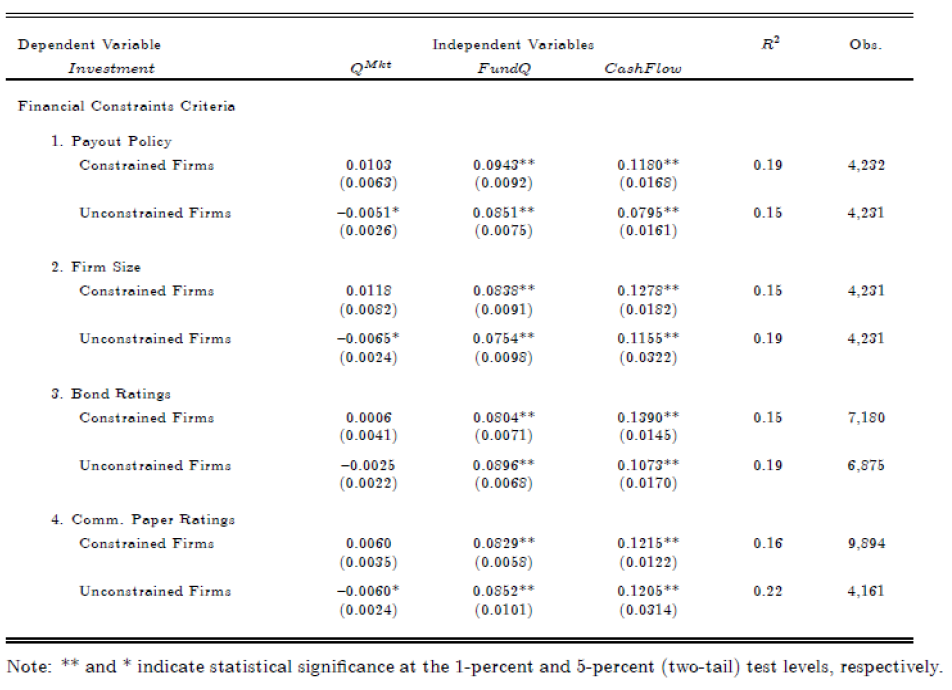 Dependent Variable Independent Variables R² Obs.
Investment Q^Mkt FundQ CashFlow
Financial Constraints Criteria
1. Payout Policy
Constrained Firms 0.0103 0.0943** 0.1180** 0.19 4,232
(0.0063) (0.0092) (0.0168)
Unconstrained Firms −0.0051* 0.0851** 0.0795** 0.15 4,231
(0.0026) (0.0075) (0.0161)
2. Firm Size
Constrained Firms 0.0118 0.0838** 0.1278** 0.15 4,231
(0.0082) (0.0091) (0.0182)
Unconstrained Firms −0.0065* 0.0754** 0.1155** 0.19 4,231
(0.0024) (0.0098) (0.0322)
3. Bond Ratings
Constrained Firms 0.0006 0.0804** 0.1390** 0.15 7,180
(0.0041) (0.0071) (0.0145)
Unconstrained Firms −0.0025 0.0896** 0.1073** 0.19 6,875
(0.0022) (0.0068) (0.0170)
4. Comm. Paper Ratings
Constrained Firms 0.0060 0.0829** 0.1215** 0.16 9,894
(0.0035) (0.0058) (0.0122)
Unconstrained Firms −0.0060* 0.0852** 0.1205** 0.22 4,161
(0.0024) (0.0101) (0.0314)
Note: ** and * indicate statistical significance at the 1-percent and 5-percent (two-tail) test levels, respectively.